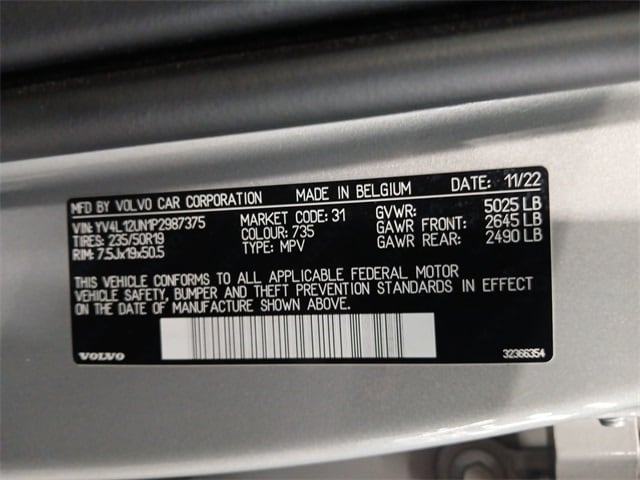 MFD BY VOLVO CAR CORPORATION MADE IN BELGIUM DATE: 11/22
VIN: YV4L12UN1P2987375 MARKET CODE: 31 GVWR: 5025 LB
TIRES: 235/50R19 COLOUR: 735 GAWR FRONT: 2645 LB
RIM: 7.5Jx19x50.5 TYPE: MPV GAWR REAR: 2490 LB
THIS VEHICLE CONFORMS TO ALL APPLICABLE FEDERAL MOTOR
VEHICLE SAFETY, BUMPER AND THEFT PREVENTION STANDARDS IN EFFECT
ON THE DATE OF MANUFACTURE SHOWN ABOVE.
VOLVO 32366354